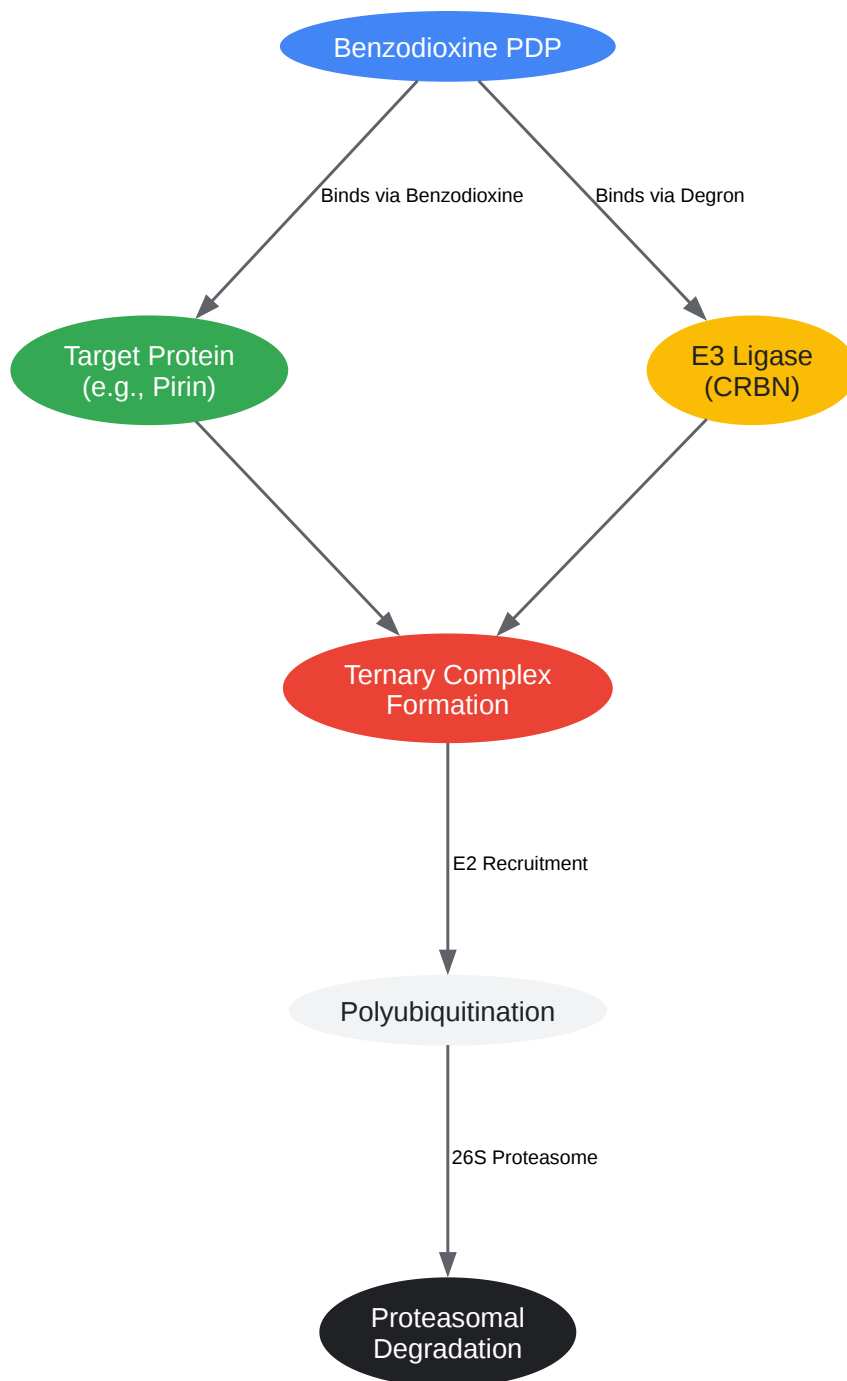 Benzodioxine PDP
Binds via Benzodioxine
Binds via Degron
Target Protein
(e.g., Pirin)
E3 Ligase
(CRBN)
Ternary Complex
Formation
E2 Recruitment
Polyubiquitination
26S Proteasome
Proteasomal
Degradation